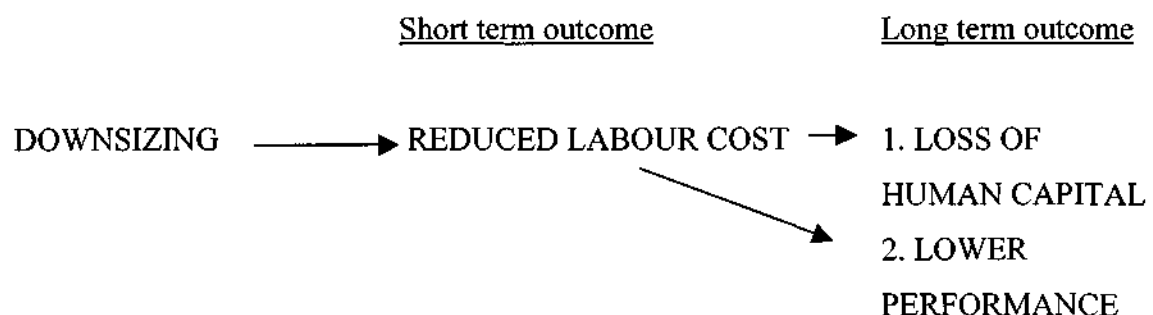 Short term outcome Long term outcome
DOWNSIZING REDUCED LABOUR COST 1. LOSS OF
HUMAN CAPITAL
2. LOWER
PERFORMANCE